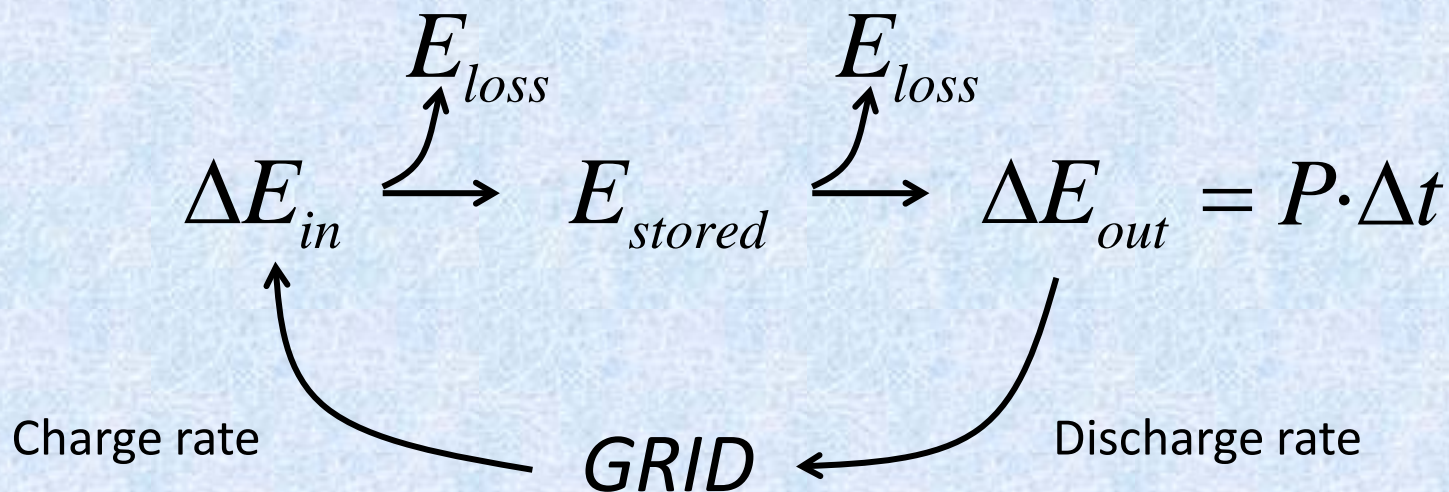 E_loss E_loss
ΔE_in E_stored ΔE_out = P·Δt
Charge rate GRID Discharge rate